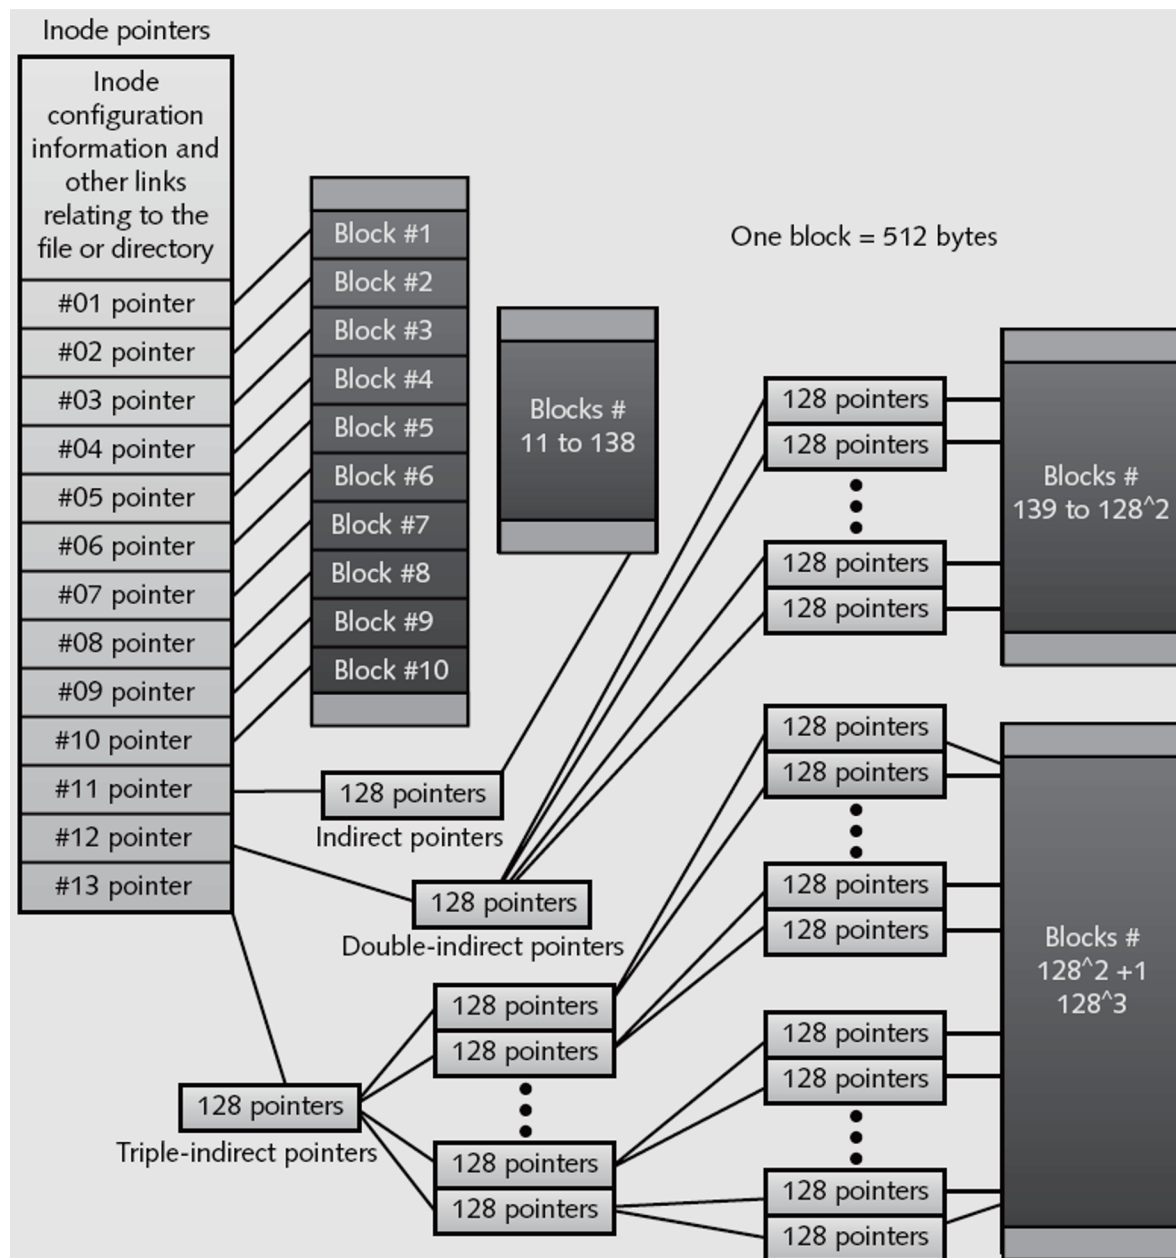 Inode pointers
Inode
configuration
information and
other links
relating to the
file or directory
#01 pointer
#02 pointer
#03 pointer
#04 pointer
#05 pointer
#06 pointer
#07 pointer
#08 pointer
#09 pointer
#10 pointer
#11 pointer
#12 pointer
#13 pointer
Block #1
Block #2
Block #3
Block #4
Block #5
Block #6
Block #7
Block #8
Block #9
Block #10
Blocks #
11 to 138
One block = 512 bytes
128 pointers
Indirect pointers
128 pointers
Double-indirect pointers
128 pointers
Triple-indirect pointers
128 pointers
128 pointers
128 pointers
128 pointers
128 pointers
128 pointers
128 pointers
128 pointers
Blocks #
139 to 128^2
128 pointers
128 pointers
128 pointers
128 pointers
128 pointers
128 pointers
128 pointers
128 pointers
Blocks #
128^2 +1
128^3